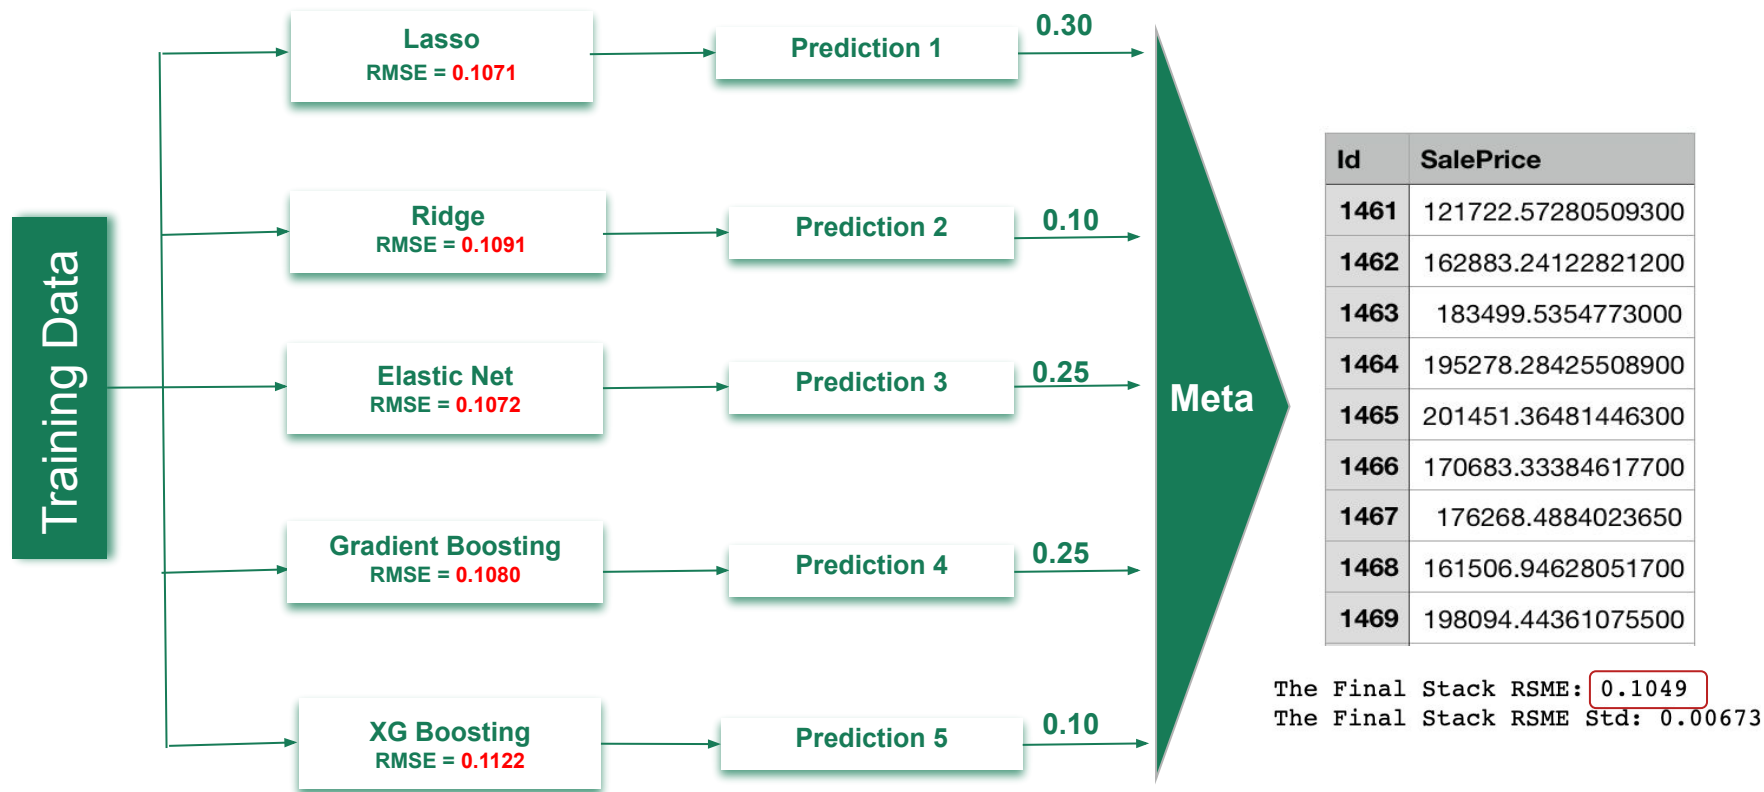 Training Data
Lasso
RMSE = 0.1071
Prediction 1
0.30
Ridge
RMSE = 0.1091
Prediction 2
0.10
Elastic Net
RMSE = 0.1072
Prediction 3
0.25
Gradient Boosting
RMSE = 0.1080
Prediction 4
0.25
XG Boosting
RMSE = 0.1122
Prediction 5
0.10
Meta
Id SalePrice
1461 121722.57280509300
1462 162883.24122821200
1463 183499.5354773000
1464 195278.28425508900
1465 201451.36481446300
1466 170683.33384617700
1467 176268.4884023650
1468 161506.94628051700
1469 198094.44361075500
The Final Stack RSME: 0.1049
The Final Stack RSME Std: 0.00673